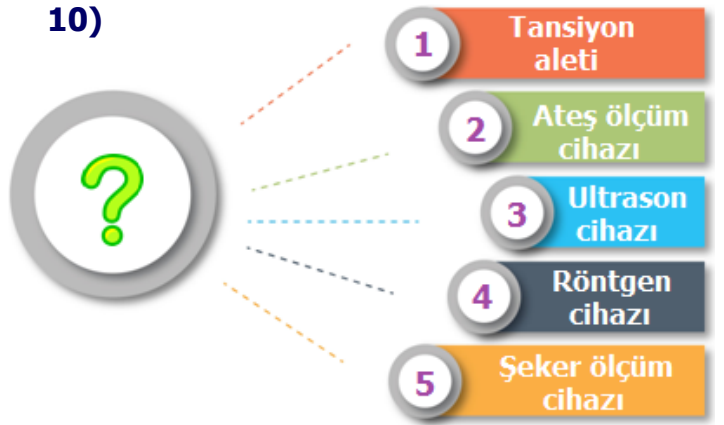 10)
1
Tansiyon
aleti
2
Ateş ölçüm
cihazı
?
3
Ultrason
cihazı
4
Röntgen
cihazı
5
Şeker ölçüm
cihazı